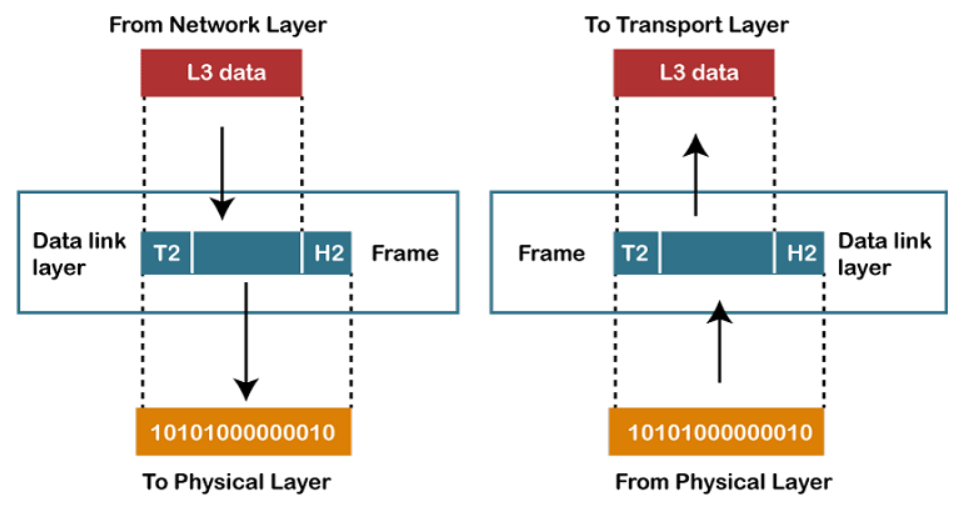 From Network Layer
L3 data
Data link
layer
T2
H2
Frame
10101000000010
To Physical Layer
To Transport Layer
L3 data
Frame
T2
H2
Data link
layer
10101000000010
From Physical Layer